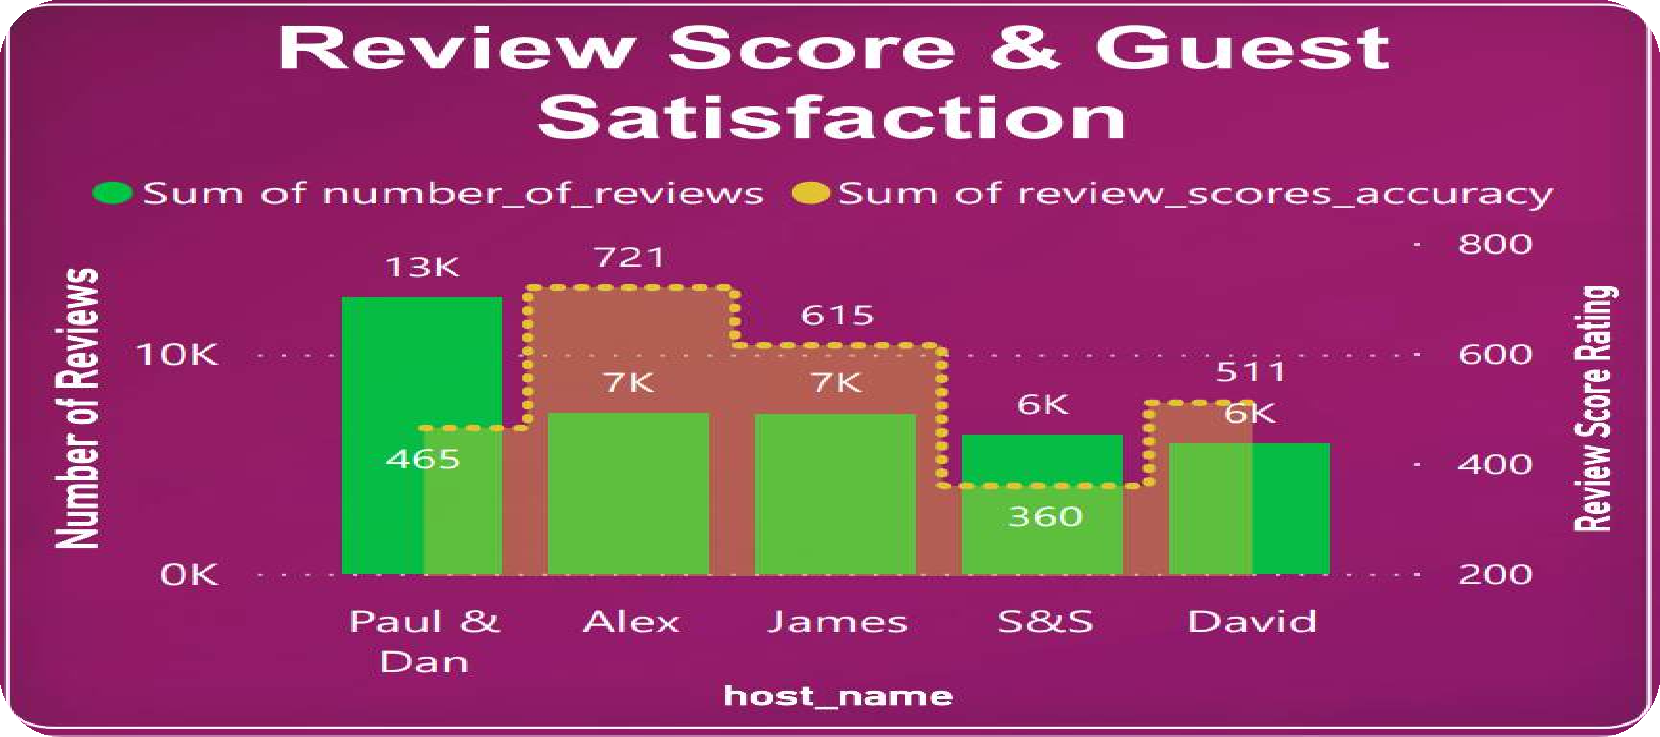 Review Score & Guest
Satisfaction
Sum of number_of_reviews Sum of review_scores_accuracy
Number of Reviews
10K
0K
13K
721
615
7K
7K
6K
511
6K
465
360
800
600
400
200
Review Score Rating
Paul &
Dan
Alex
James
S&S
David
host_name